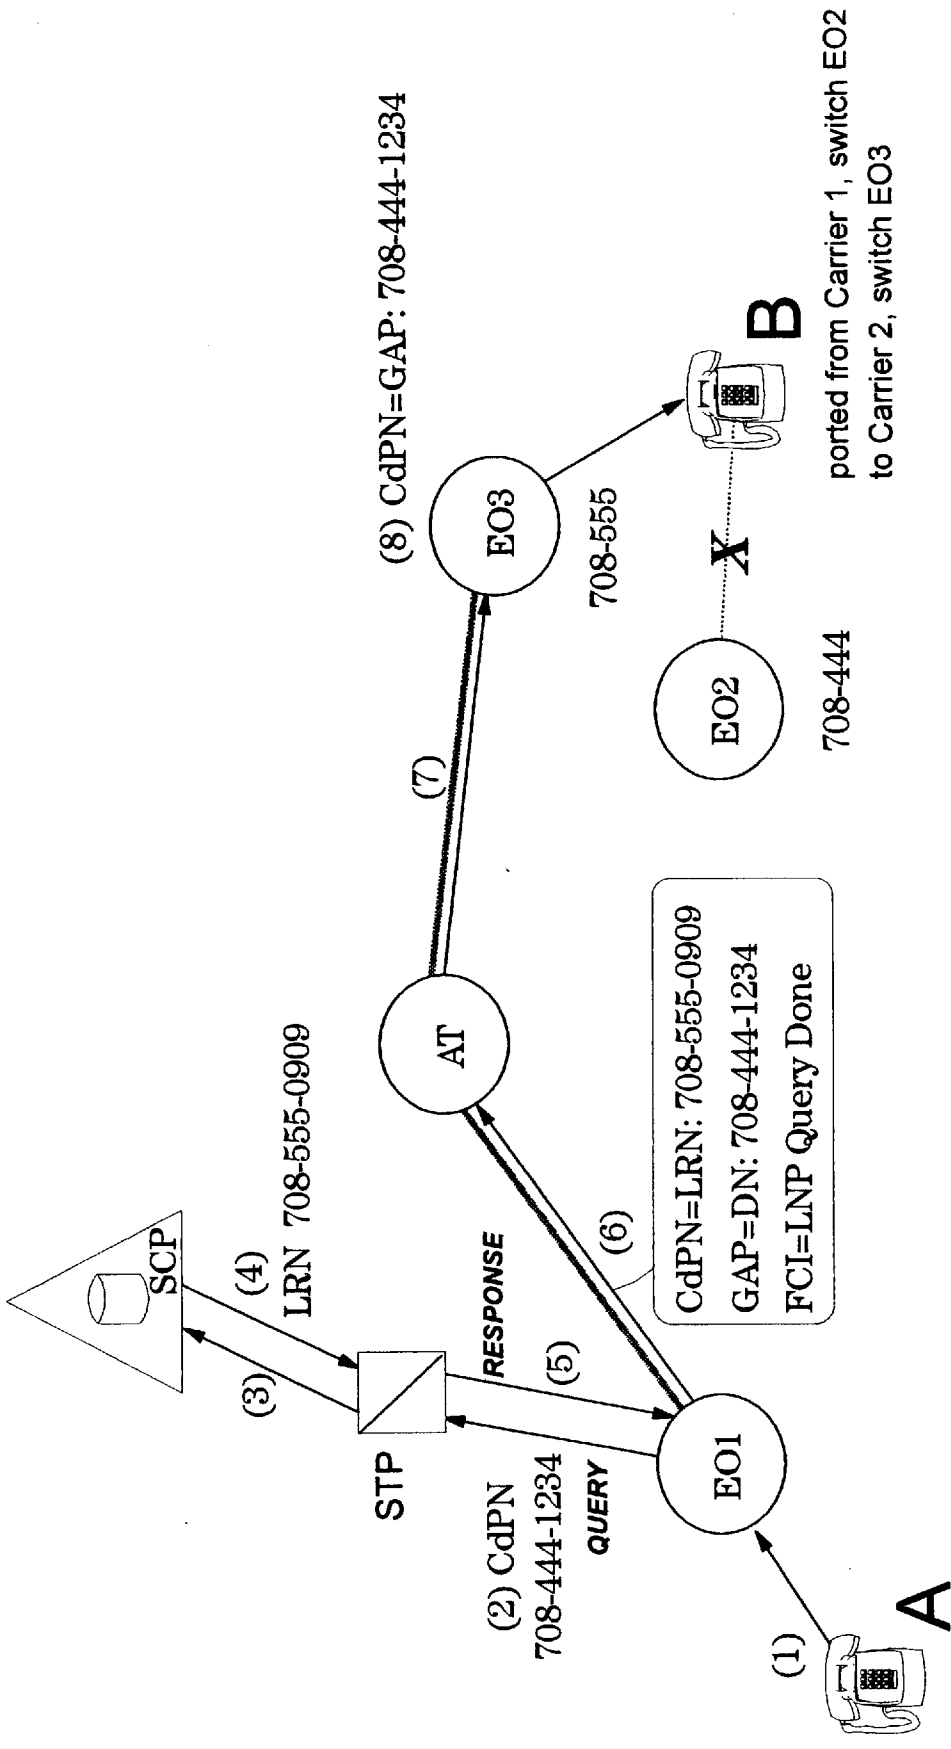 SCP
(3)
(4)
LRN 708-555-0909
STP
(2) CdPN
708-444-1234
QUERY
RESPONSE
(5)
(1)
A
EO1
(6)
CdPN=LRN: 708-555-0909
GAP=DN: 708-444-1234
FCI=LNP Query Done
AT
(7)
(8) CdPN=GAP: 708-444-1234
EO3
708-555
EO2
708-444
X
B
ported from Carrier 1, switch EO2
to Carrier 2, switch EO3